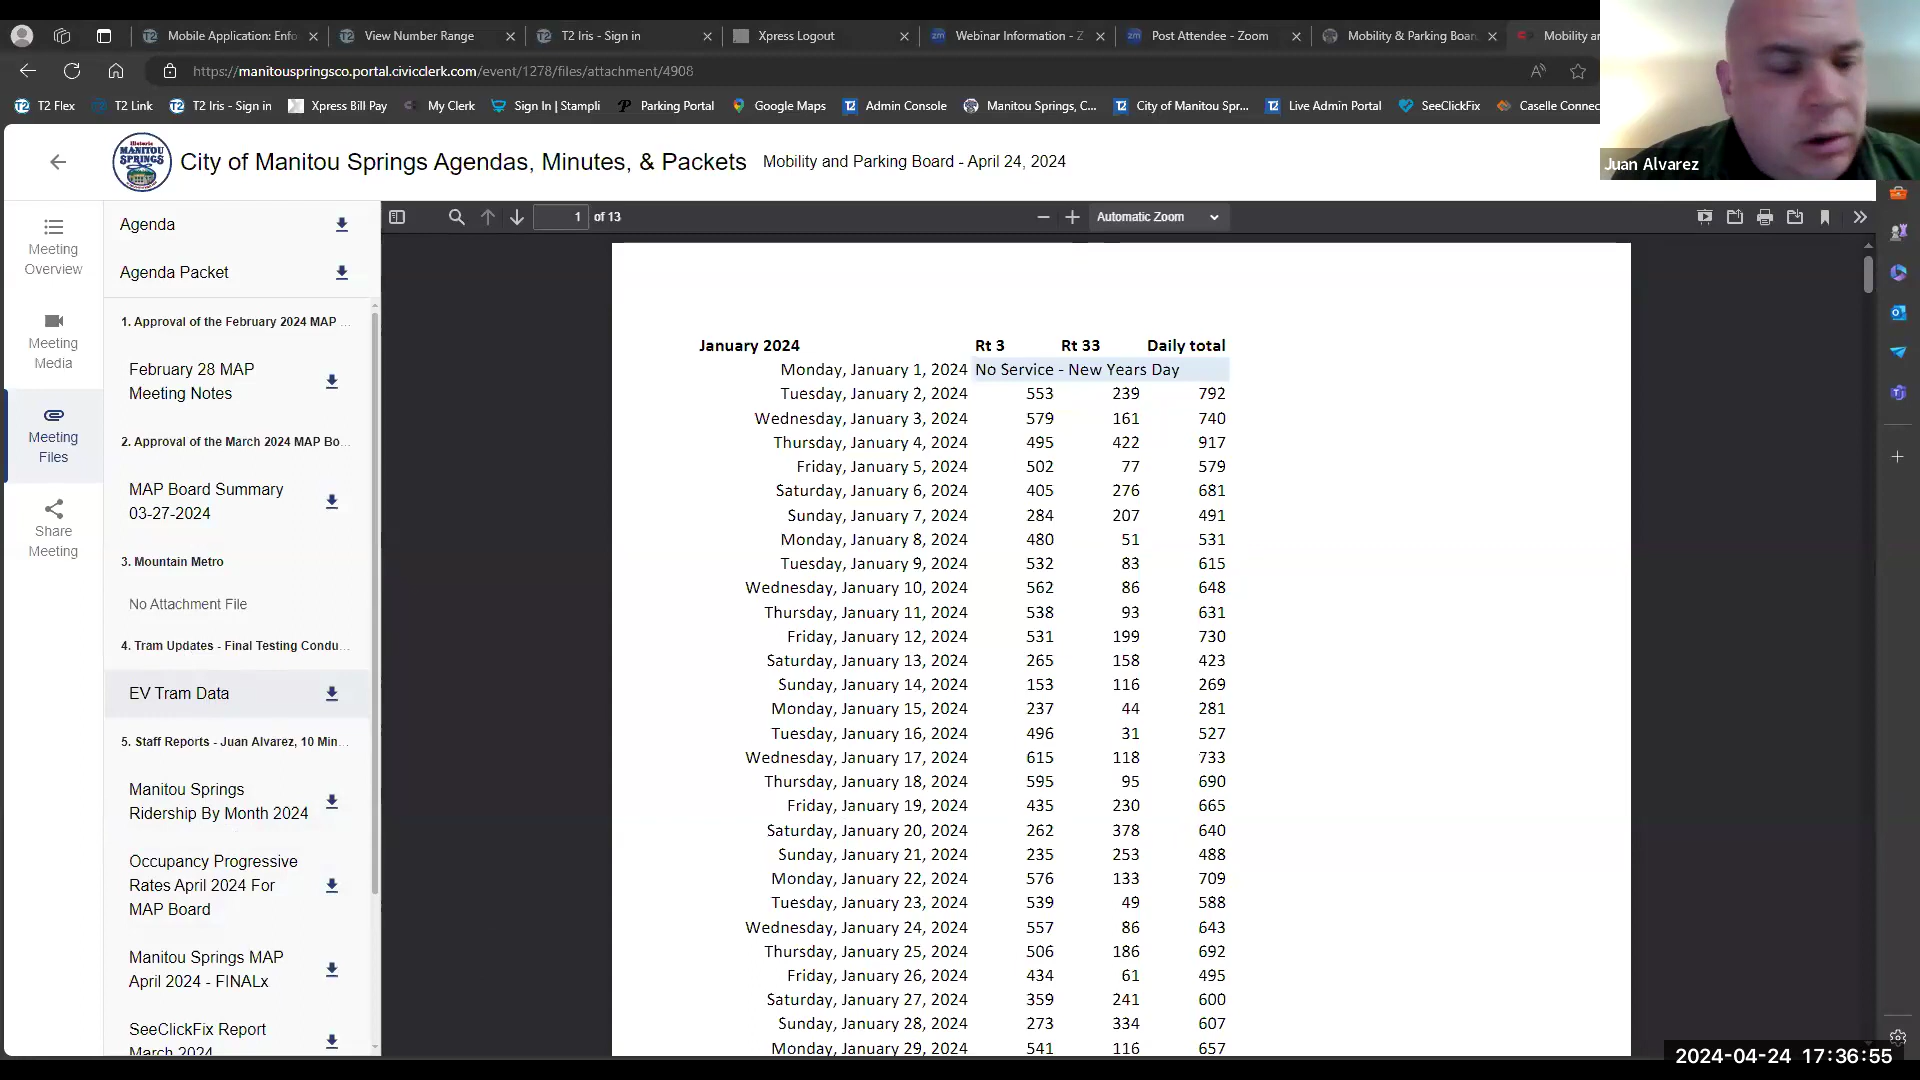 Mobile Application: Enfo
View Number Range
T2 Iris - Sign in
Xpress Logout
Webinar Information - Z
Post Attendee - Zoom
Mobility & Parking Boar
Mobility ar
https://manitouspringsco.portal.civicclerk.com/event/1278/files/attachment/4908
T2 Flex
T2 Link
T2 Iris - Sign in
Xpress Bill Pay
My Clerk
Sign In | Stampli
Parking Portal
Google Maps
Admin Console
Manitou Springs, C...
City of Manitou Spr...
Live Admin Portal
SeeClickFix
Caselle Connec
Juan Alvarez
MANITOU SPRINGS
City of Manitou Springs Agendas, Minutes, & Packets
Mobility and Parking Board - April 24, 2024
Meeting
Overview
Meeting
Media
Meeting
Files
Share
Meeting
Agenda
Agenda Packet
1. Approval of the February 2024 MAP ...
February 28 MAP
Meeting Notes
2. Approval of the March 2024 MAP Bo...
MAP Board Summary
03-27-2024
3. Mountain Metro
No Attachment File
4. Tram Updates - Final Testing Condu...
EV Tram Data
5. Staff Reports - Juan Alvarez, 10 Min...
Manitou Springs
Ridership By Month 2024
Occupancy Progressive
Rates April 2024 For
MAP Board
Manitou Springs MAP
April 2024 - FINALx
SeeClickFix Report
March 2024
1 of 13
Automatic Zoom
January 2024 Rt 3 Rt 33 Daily total
Monday, January 1, 2024 No Service - New Years Day
Tuesday, January 2, 2024 553 239 792
Wednesday, January 3, 2024 579 161 740
Thursday, January 4, 2024 495 422 917
Friday, January 5, 2024 502 77 579
Saturday, January 6, 2024 405 276 681
Sunday, January 7, 2024 284 207 491
Monday, January 8, 2024 480 51 531
Tuesday, January 9, 2024 532 83 615
Wednesday, January 10, 2024 562 86 648
Thursday, January 11, 2024 538 93 631
Friday, January 12, 2024 531 199 730
Saturday, January 13, 2024 265 158 423
Sunday, January 14, 2024 153 116 269
Monday, January 15, 2024 237 44 281
Tuesday, January 16, 2024 496 31 527
Wednesday, January 17, 2024 615 118 733
Thursday, January 18, 2024 595 95 690
Friday, January 19, 2024 435 230 665
Saturday, January 20, 2024 262 378 640
Sunday, January 21, 2024 235 253 488
Monday, January 22, 2024 576 133 709
Tuesday, January 23, 2024 539 49 588
Wednesday, January 24, 2024 557 86 643
Thursday, January 25, 2024 506 186 692
Friday, January 26, 2024 434 61 495
Saturday, January 27, 2024 359 241 600
Sunday, January 28, 2024 273 334 607
Monday, January 29, 2024 541 116 657
2024-04-24 17:36:55